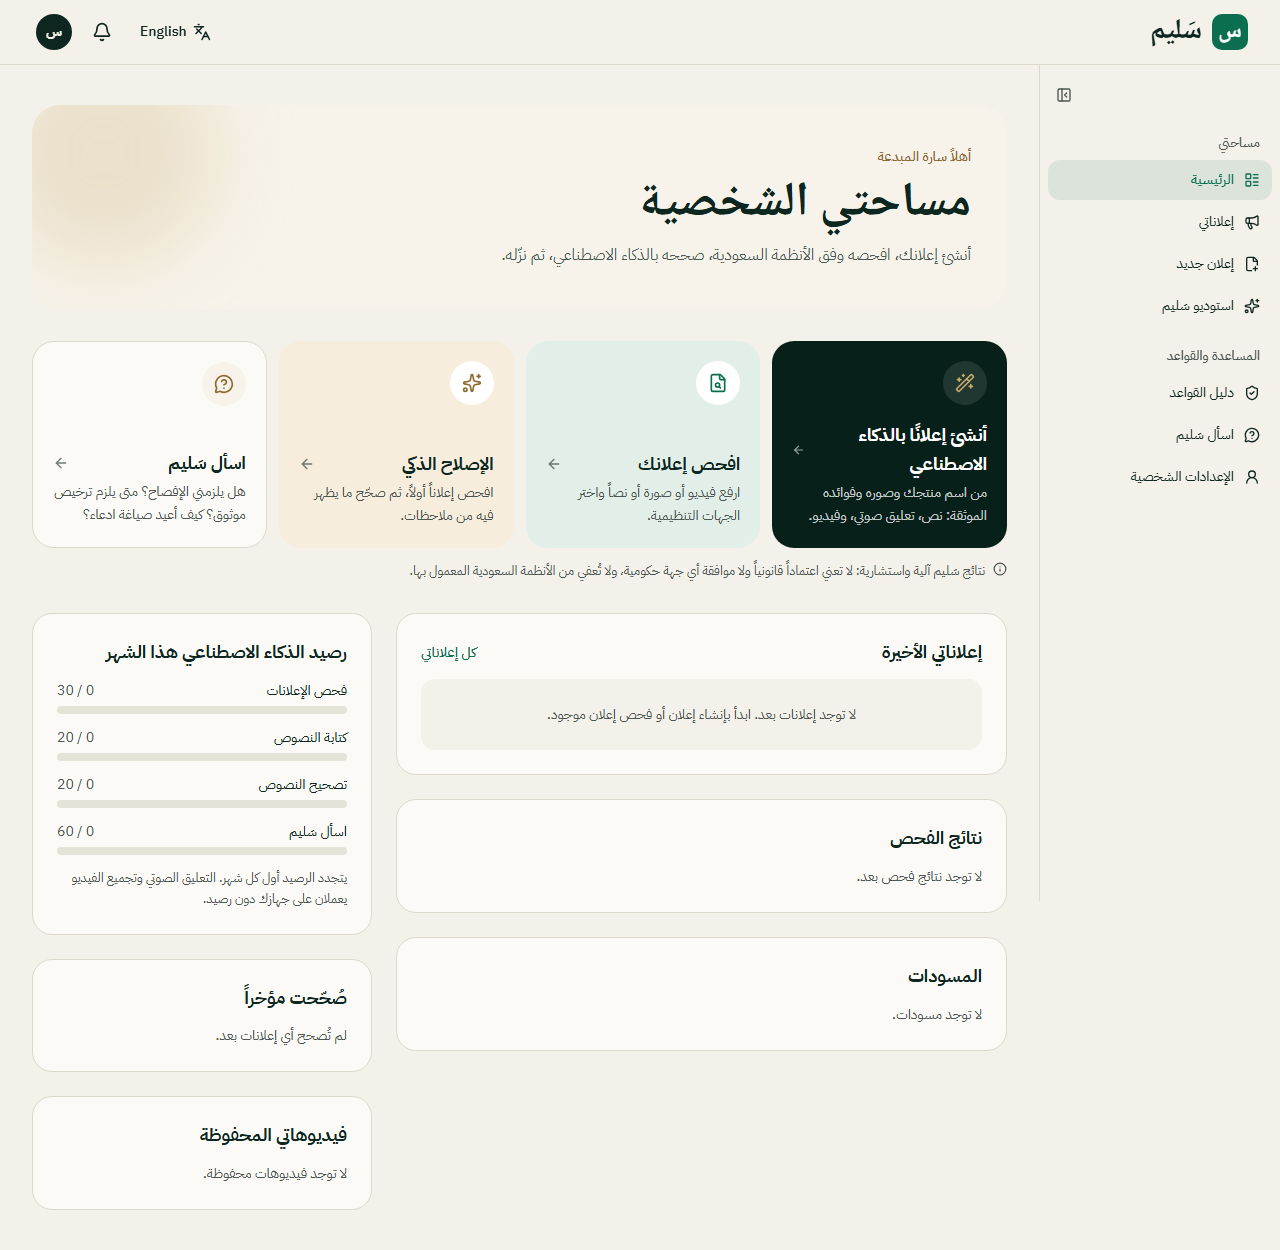 س سَليم
English
س
مساحتي
الرئيسية
إعلاناتي
إعلان جديد
استوديو سَليم
المساعدة والقواعد
دليل القواعد
اسأل سَليم
الإعدادات الشخصية
أهلاً سارة المبدعة
مساحتي الشخصية
أنشئ إعلانك، افحصه وفق الأنظمة السعودية، صححه بالذكاء الاصطناعي، ثم نزّله.
أنشئ إعلانًا بالذكاء
الاصطناعي
من اسم منتجك وصوره وفوائده
الموثقة: نص، تعليق صوتي، وفيديو.
افحص إعلانك
ارفع فيديو أو صورة أو نصاً واختر
الجهات التنظيمية.
الإصلاح الذكي
افحص إعلاناً أولاً، ثم صحّح ما يظهر
فيه من ملاحظات.
اسأل سَليم
هل يلزمني الإفصاح؟ متى يلزم ترخيص
موثوق؟ كيف أعيد صياغة ادعاء؟
نتائج سَليم آلية واستشارية: لا تعني اعتماداً قانونياً ولا موافقة أي جهة حكومية، ولا تُعفي من الأنظمة السعودية المعمول بها.
إعلاناتي الأخيرة
كل إعلاناتي
لا توجد إعلانات بعد. ابدأ بإنشاء إعلان أو فحص إعلان موجود.
نتائج الفحص
لا توجد نتائج فحص بعد.
المسودات
لا توجد مسودات.
رصيد الذكاء الاصطناعي هذا الشهر
فحص الإعلانات
0 / 30
كتابة النصوص
0 / 20
تصحيح النصوص
0 / 20
اسأل سَليم
0 / 60
يتجدد الرصيد أول كل شهر. التعليق الصوتي وتجميع الفيديو
يعملان على جهازك دون رصيد.
صُحّحت مؤخراً
لم تُصحح أي إعلانات بعد.
فيديوهاتي المحفوظة
لا توجد فيديوهات محفوظة.